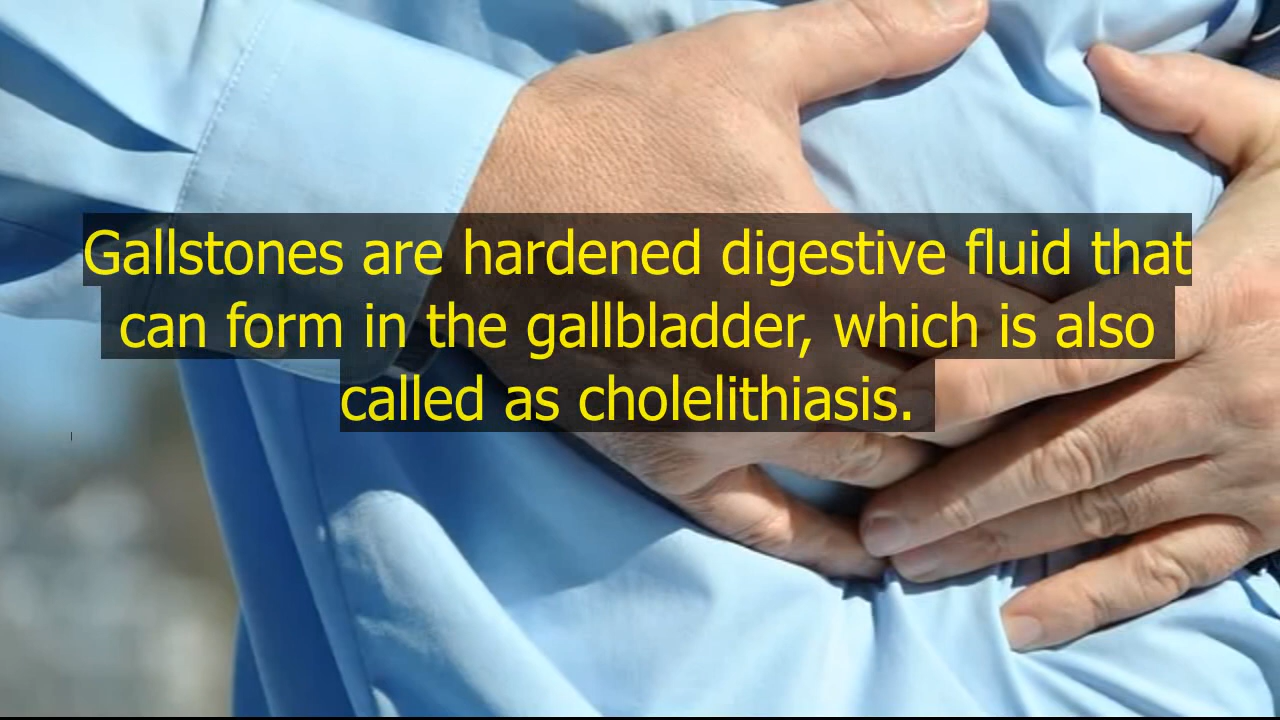 Gallstones are hardened digestive fluid that
can form in the gallbladder, which is also
called as cholelithiasis.